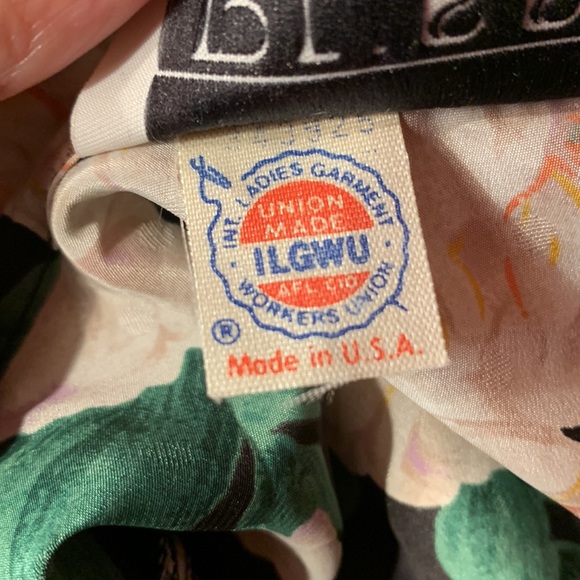 INT. LADIES GARMENT
UNION
MADE
ILGWU
AFL CIO
WORKERS UNION
®
Made in U.S.A.